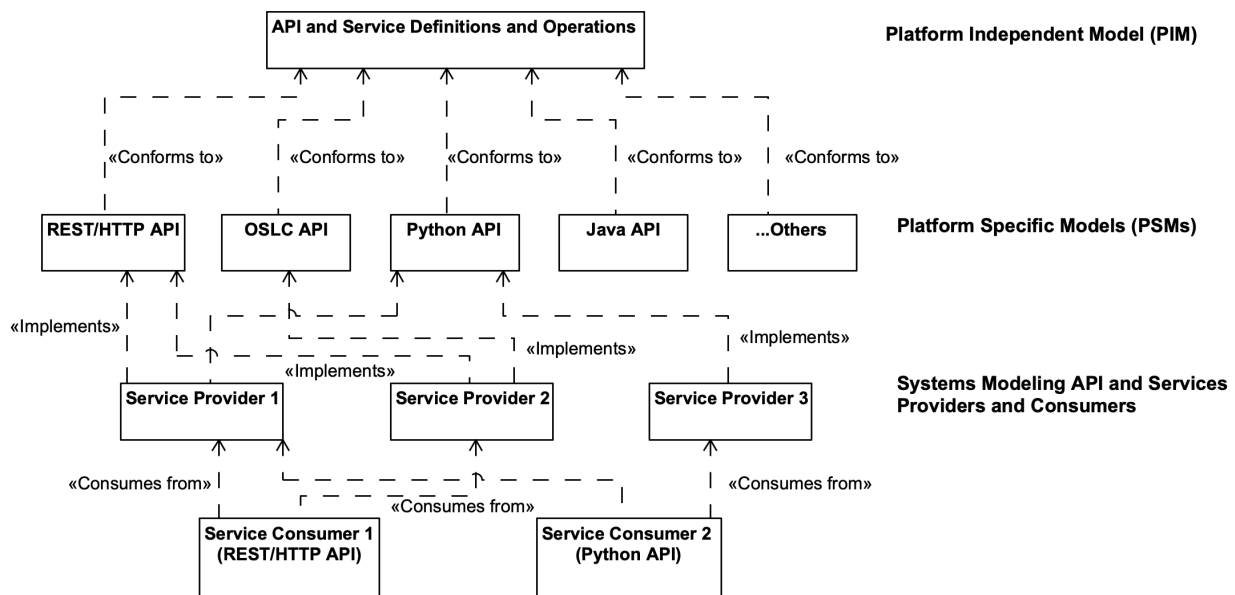 API and Service Definitions and Operations
Platform Independent Model (PIM)
«Conforms to»
«Conforms to»
«Conforms to»
«Conforms to»
«Conforms to»
REST/HTTP API
OSLC API
Python API
Java API
...Others
Platform Specific Models (PSMs)
«Implements»
«Implements»
«Implements»
«Implements»
Service Provider 1
Service Provider 2
Service Provider 3
Systems Modeling API and Services
Providers and Consumers
«Consumes from»
«Consumes from»
«Consumes from»
Service Consumer 1
(REST/HTTP API)
Service Consumer 2
(Python API)